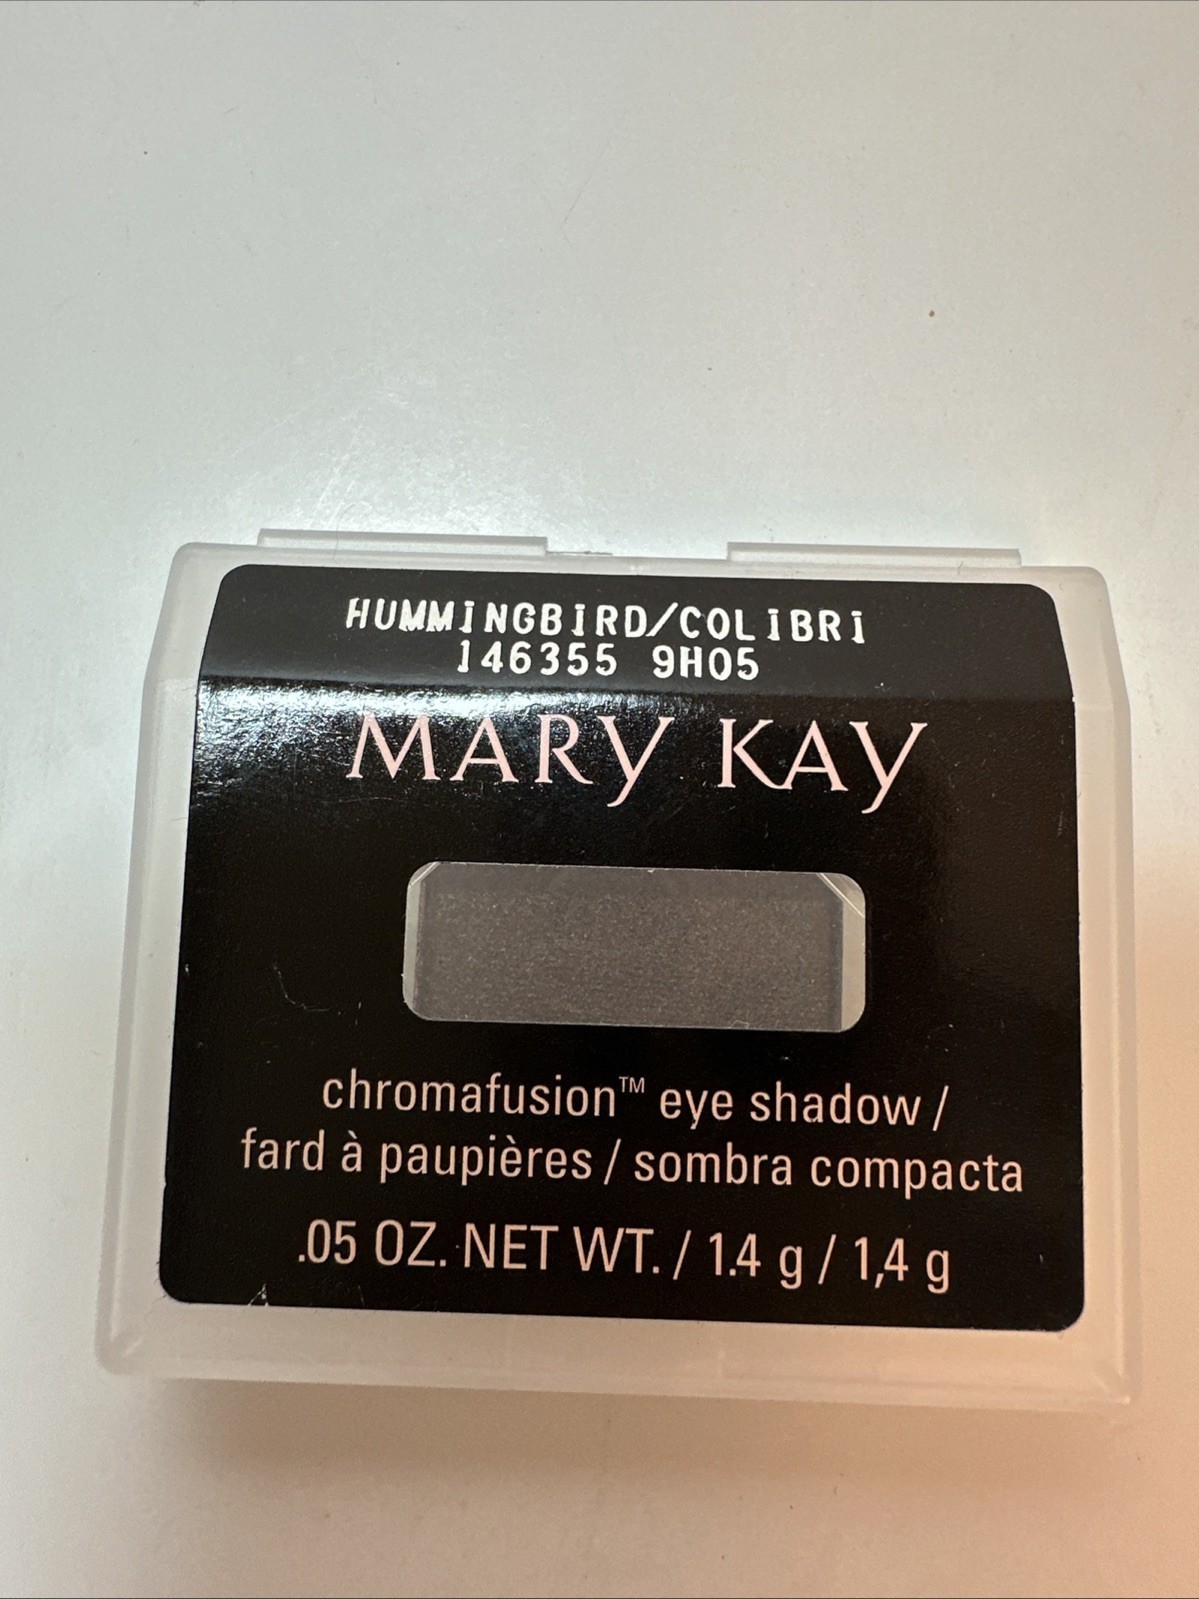 HUMMINGBIRD/COLIBRI
146355 9H05
MARY KAY
chromafusion™ eye shadow /
fard à paupières / sombra compacta
.05 OZ. NET WT. / 1.4 g / 1,4 g